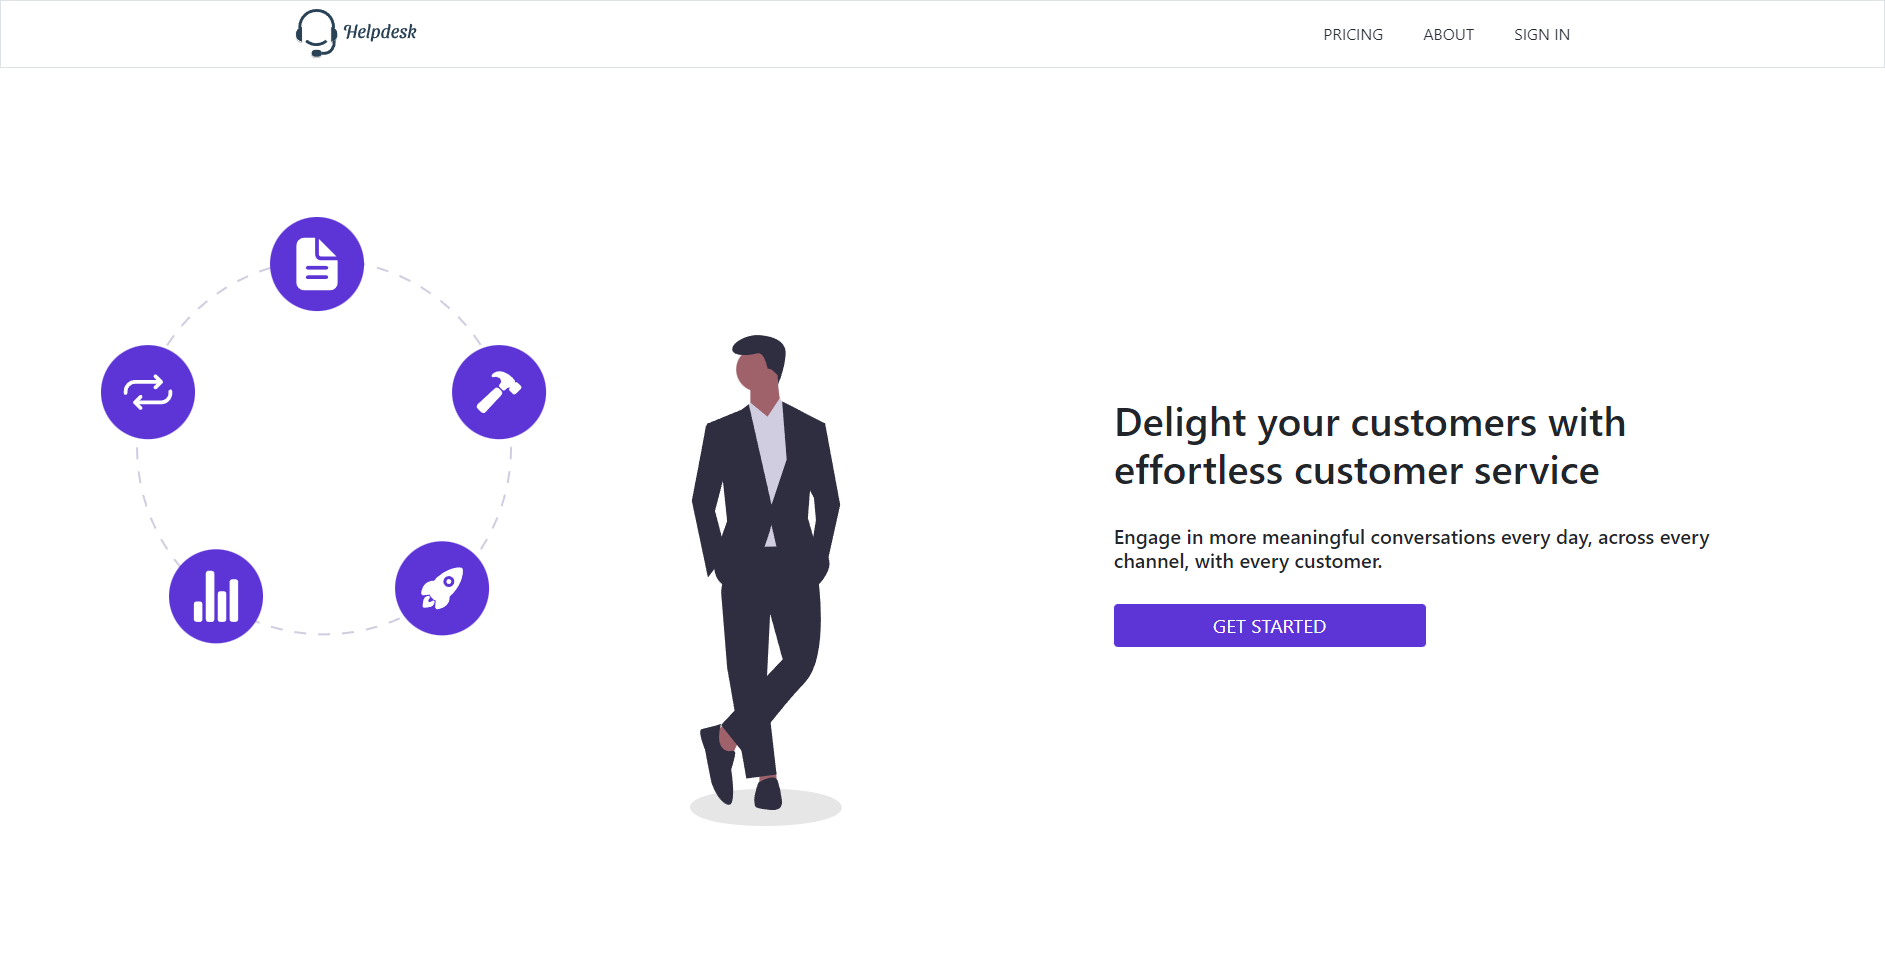 Helpdesk
PRICING
ABOUT
SIGN IN
Delight your customers with
effortless customer service
Engage in more meaningful conversations every day, across every
channel, with every customer.
GET STARTED